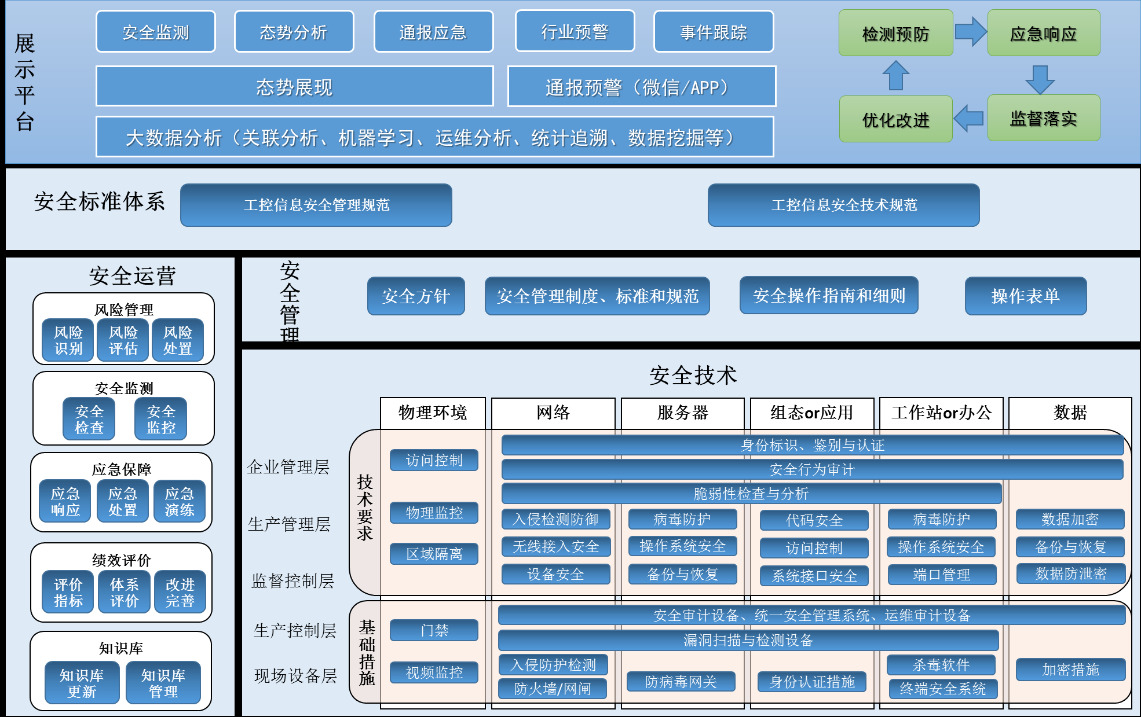 展示平台
安全监测
态势分析
通报应急
行业预警
事件跟踪
态势展现
通报预警（微信/APP）
大数据分析（关联分析、机器学习、运维分析、统计追溯、数据挖掘等）
检测预防
应急响应
优化改进
监督落实
安全标准体系
工控信息安全管理规范
工控信息安全技术规范
安全运营
风险管理
风险
识别
风险
评估
风险
处置
安全监测
安全
检查
安全
监控
应急保障
应急
响应
应急
处置
应急
演练
绩效评价
评价
指标
体系
评价
改进
完善
知识库
知识库
更新
知识库
管理
安全管理
安全方针
安全管理制度、标准和规范
安全操作指南和细则
操作表单
安全技术
物理环境
网络
服务器
组态or应用
工作站or办公
数据
企业管理层
生产管理层
监督控制层
生产控制层
现场设备层
技术要求
访问控制
物理监控
区域隔离
身份标识、鉴别与认证
安全行为审计
脆弱性检查与分析
入侵检测防御
无线接入安全
设备安全
病毒防护
操作系统安全
备份与恢复
代码安全
访问控制
系统接口安全
病毒防护
操作系统安全
端口管理
数据加密
备份与恢复
数据防泄密
基础措施
门禁
视频监控
安全审计设备、统一安全管理系统、运维审计设备
漏洞扫描与检测设备
入侵防护检测
防火墙/网闸
防病毒网关
身份认证措施
杀毒软件
终端安全系统
加密措施